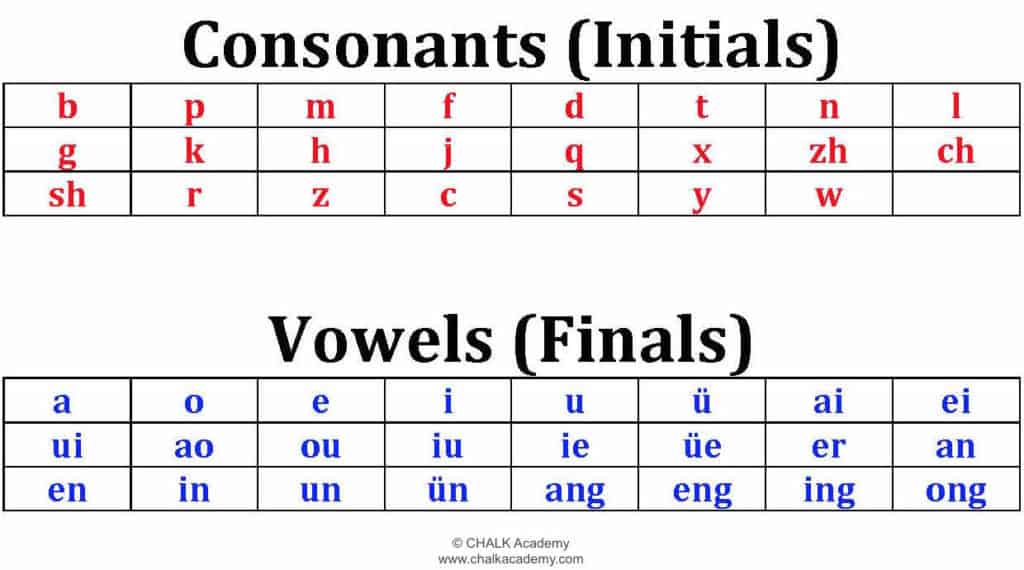 Consonants (Initials)
b p m f d t n l
g k h j q x zh ch
sh r z c s y w
Vowels (Finals)
a o e i u ü ai ei
ui ao ou iu ie üe er an
en in un ün ang eng ing ong
© CHALK Academy
www.chalkacademy.com